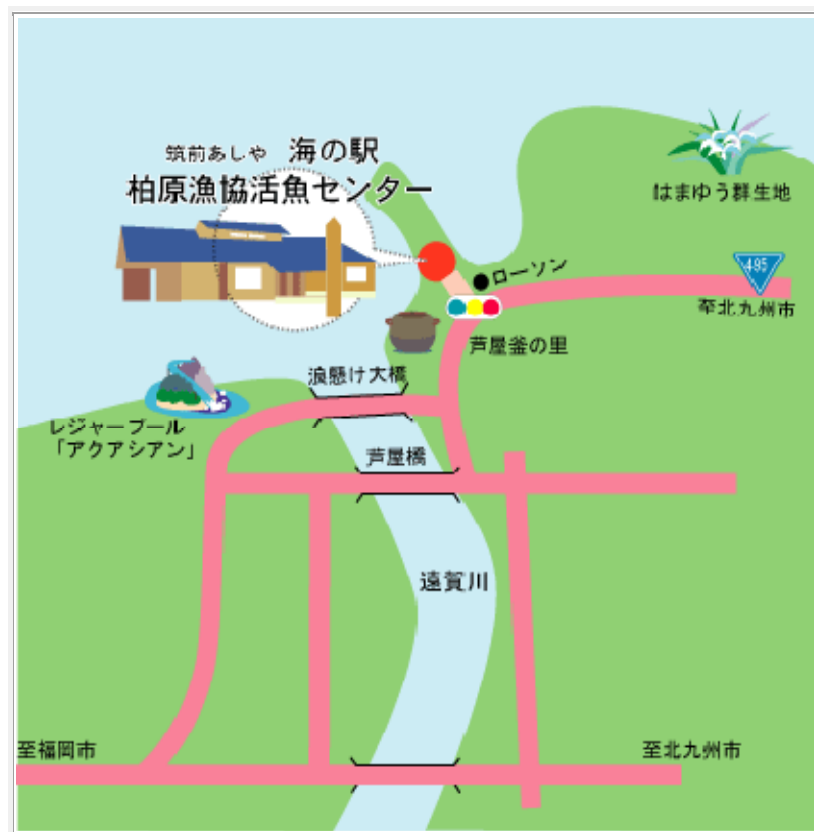 筑前あしや 海の駅
柏原漁協活魚センター
はまゆう群生地
ローソン
495
至北九州市
芦屋釜の里
浪懸け大橋
レジャープール
「アクアシアン」
芦屋橋
遠賀川
至福岡市
至北九州市